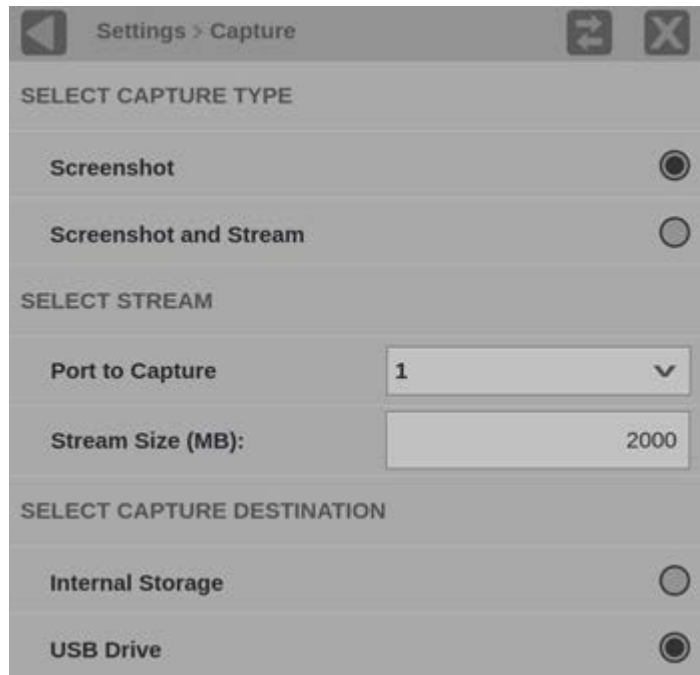 Settings > Capture
SELECT CAPTURE TYPE
Screenshot
Screenshot and Stream
SELECT STREAM
Port to Capture 1
Stream Size (MB): 2000
SELECT CAPTURE DESTINATION
Internal Storage
USB Drive